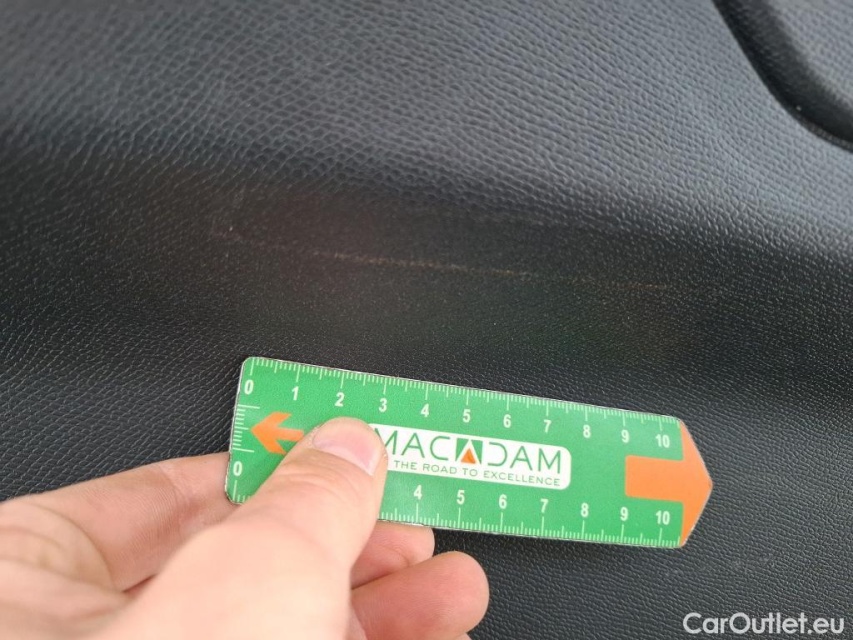 0 1 2 3 4 5 6 7 8 9 10
MACADAM
THE ROAD TO EXCELLENCE
0 4 5 6 7 8 9 10
CarOutlet.eu